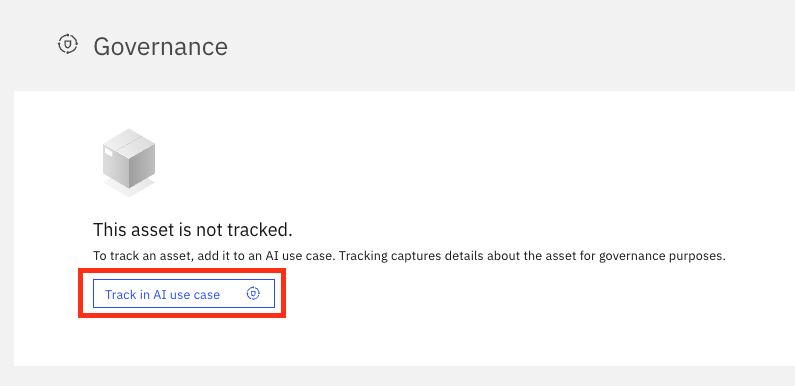 Governance
This asset is not tracked.
To track an asset, add it to an AI use case. Tracking captures details about the asset for governance purposes.
Track in AI use case